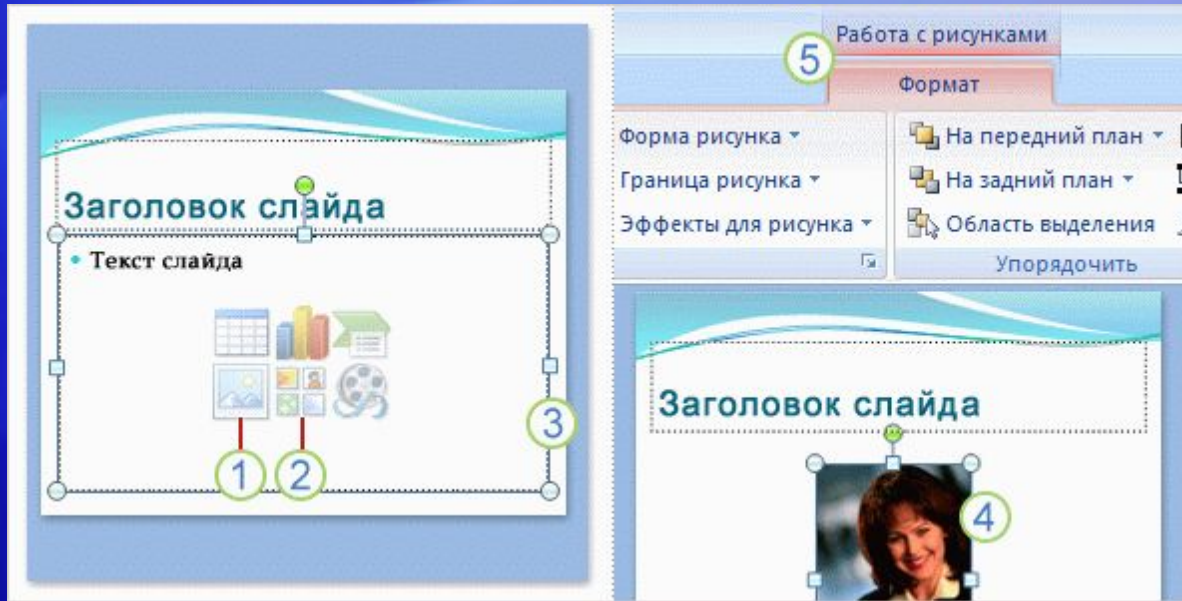 Заголовок слайда
Текст слайда
1
2
3
Работа с рисунками
5
Формат
Форма рисунка
На передний план
Граница рисунка
На задний план
Эффекты для рисунка
Область выделения
Упорядочить
Заголовок слайда
4